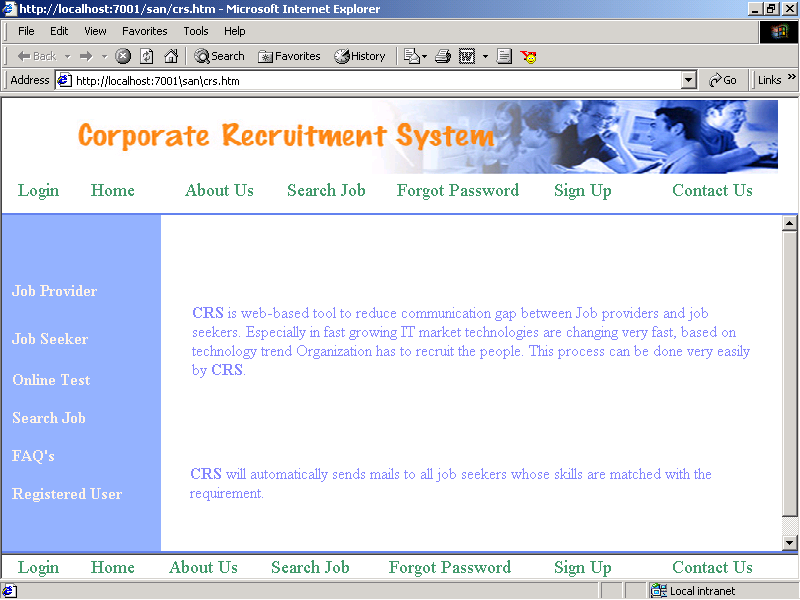 http://localhost:7001/san/crs.htm - Microsoft Internet Explorer
File Edit View Favorites Tools Help
Back Search Favorites History
Address http://localhost:7001\san\crs.htm Go Links »
Corporate Recruitment System
Login Home About Us Search Job Forgot Password Sign Up Contact Us
Job Provider
Job Seeker
Online Test
Search Job
FAQ's
Registered User
CRS is web-based tool to reduce communication gap between Job providers and job
seekers. Especially in fast growing IT market technologies are changing very fast, based on
technology trend Organization has to recruit the people. This process can be done very easily
by CRS.
CRS will automatically sends mails to all job seekers whose skills are matched with the
requirement.
Login Home About Us Search Job Forgot Password Sign Up Contact Us
Local intranet